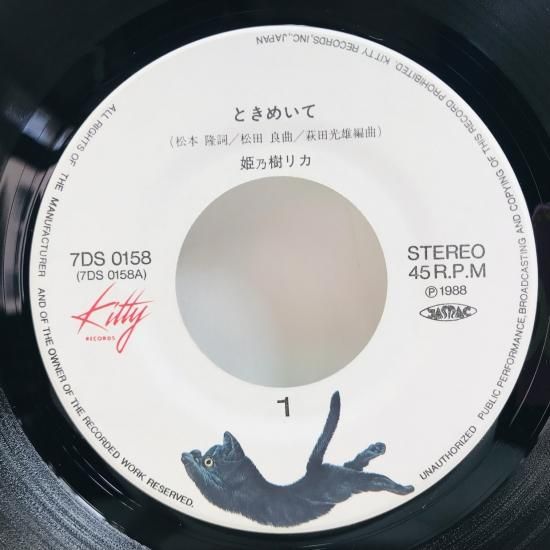 ときめいて
(松本 隆詞/松田 良曲/萩田光雄編曲)
姫乃樹リカ
7DS 0158
(7DS 0158A)
Kitty
RECORDS
STEREO
45 R.P.M
Ⓟ1988
JASRAC
1
ALL RIGHTS OF THE MANUFACTURER AND OF THE OWNER OF THE RECORDED WORK RESERVED.
UNAUTHORIZED PUBLIC PERFORMANCE, BROADCASTING AND COPYING OF THIS RECORD PROHIBITED. KITTY RECORDS, INC., JAPAN